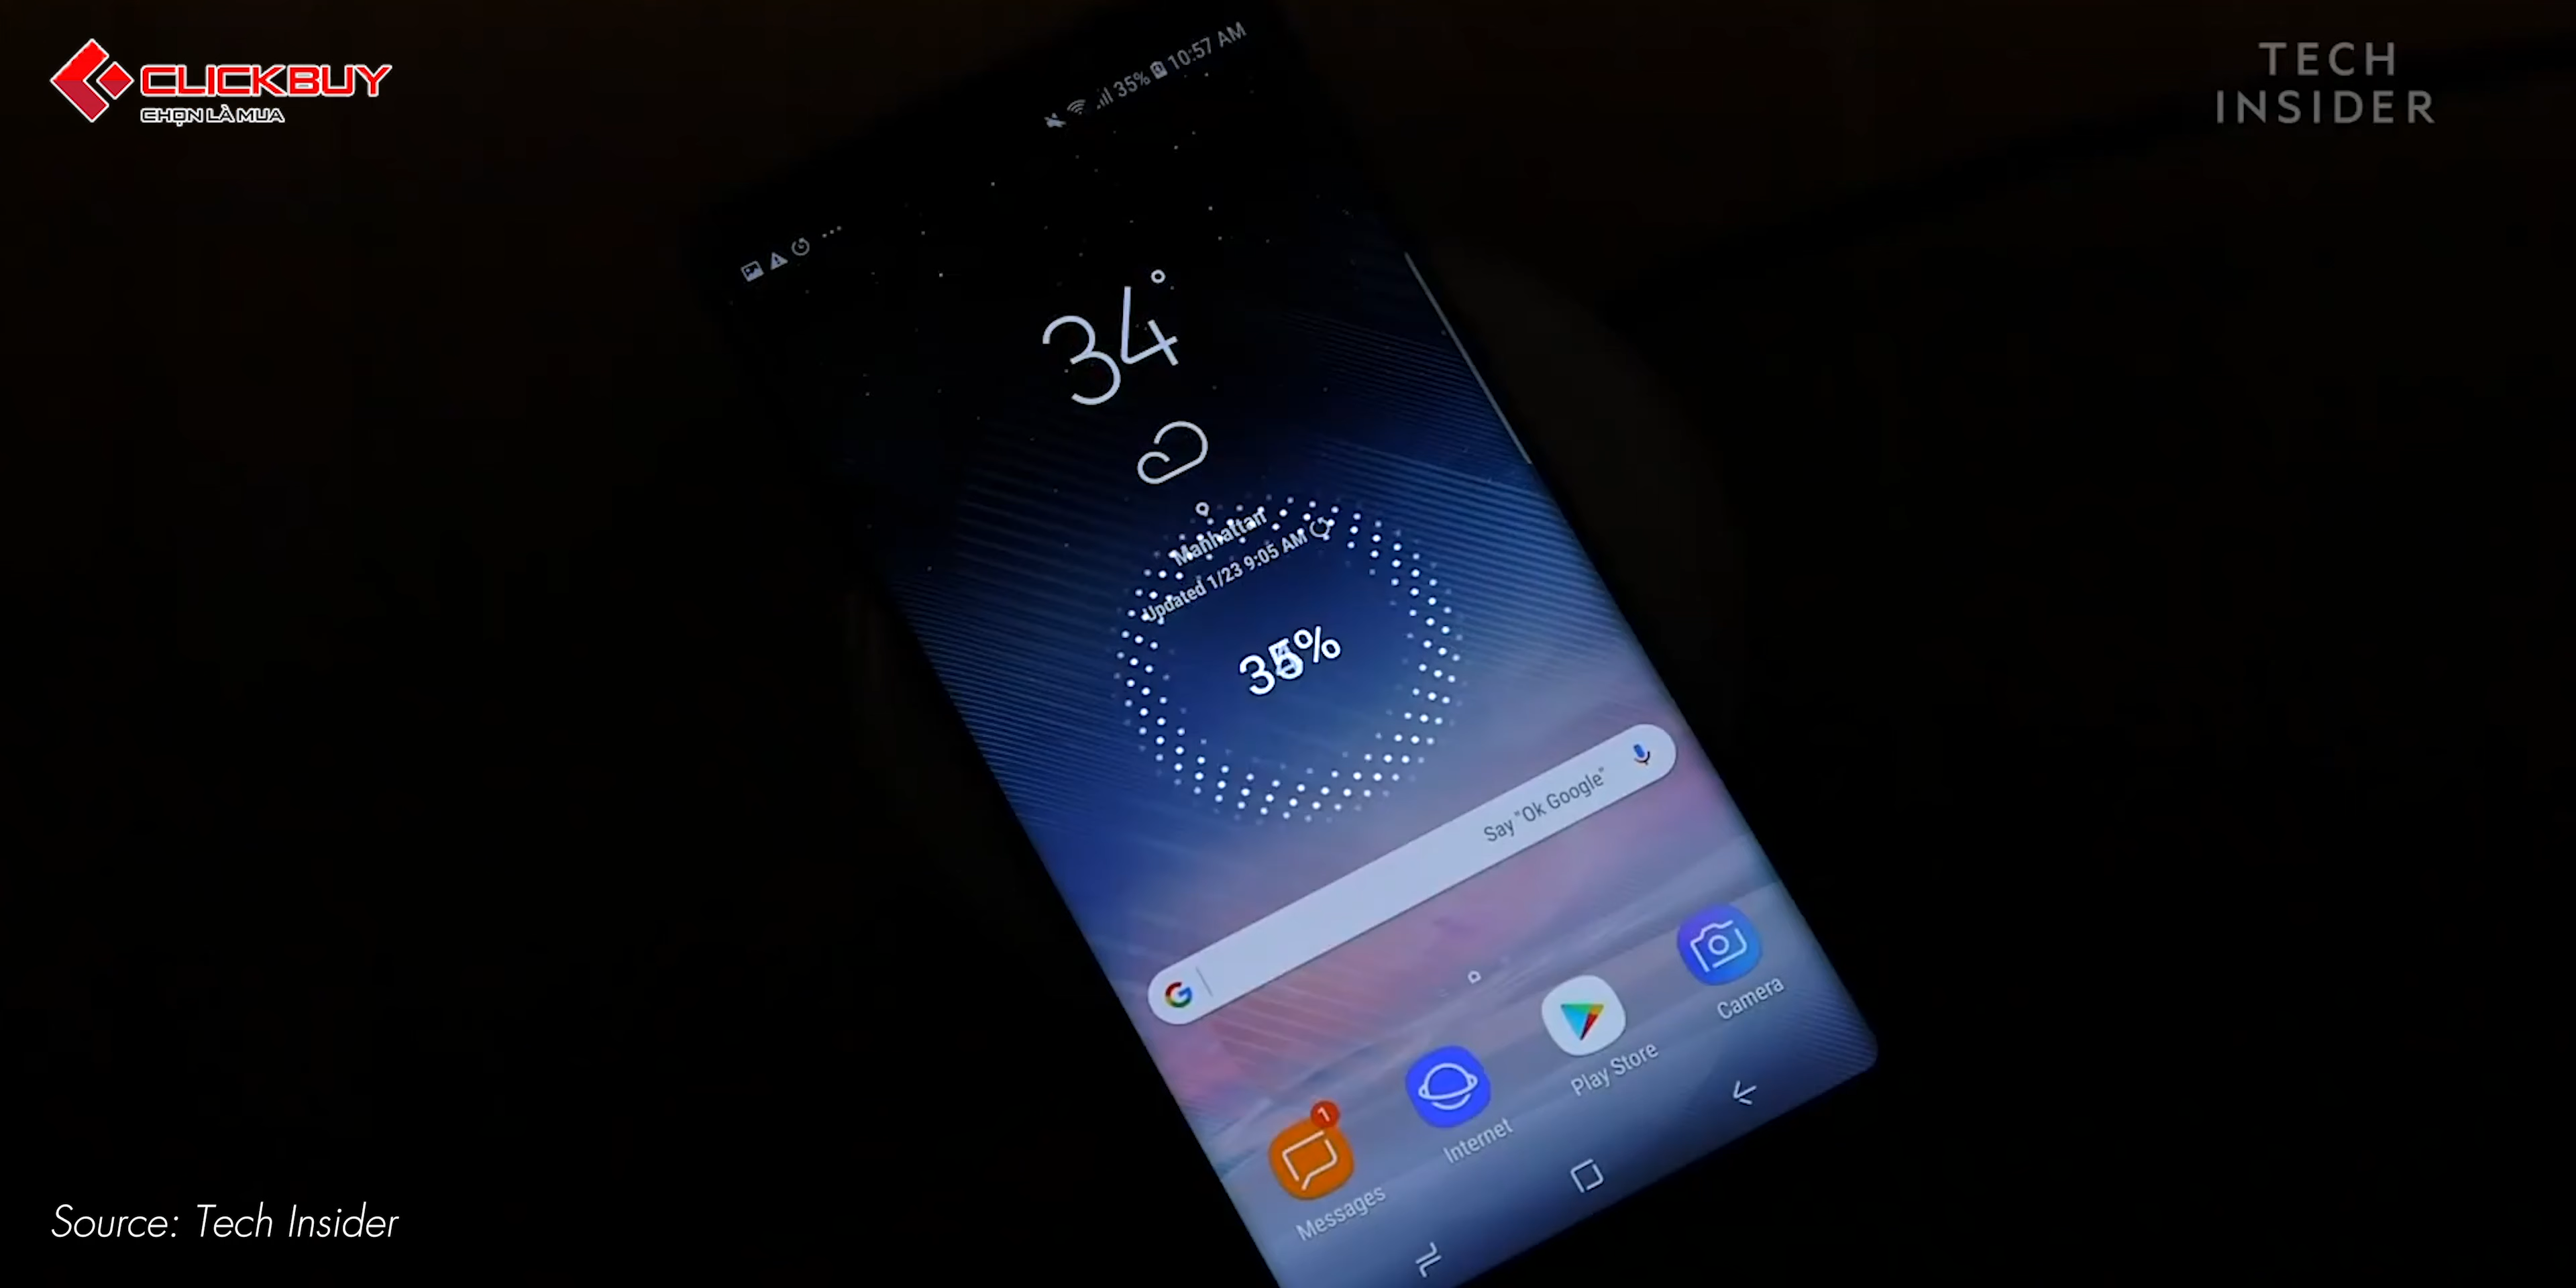 CLICKBUY
CHỌN LÀ MUA
TECH
INSIDER
35% 10:57 AM
34°
Manhattan
Updated 1/23 9:05 AM
%
Say "Ok Google"
G
1
Messages
Internet
Play Store
Camera
Source: Tech Insider